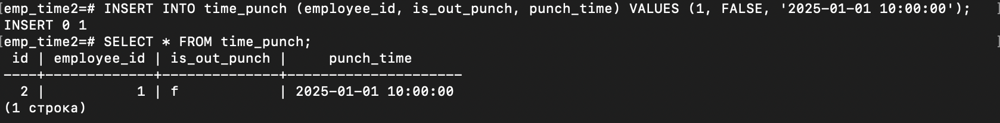 [emp_time2=# INSERT INTO time_punch (employee_id, is_out_punch, punch_time) VALUES (1, FALSE, '2025-01-01 10:00:00'); ]
INSERT 0 1
[emp_time2=# SELECT * FROM time_punch; ]
 id | employee_id | is_out_punch |     punch_time
----+-------------+--------------+---------------------
  2 |           1 | f            | 2025-01-01 10:00:00
(1 строка)